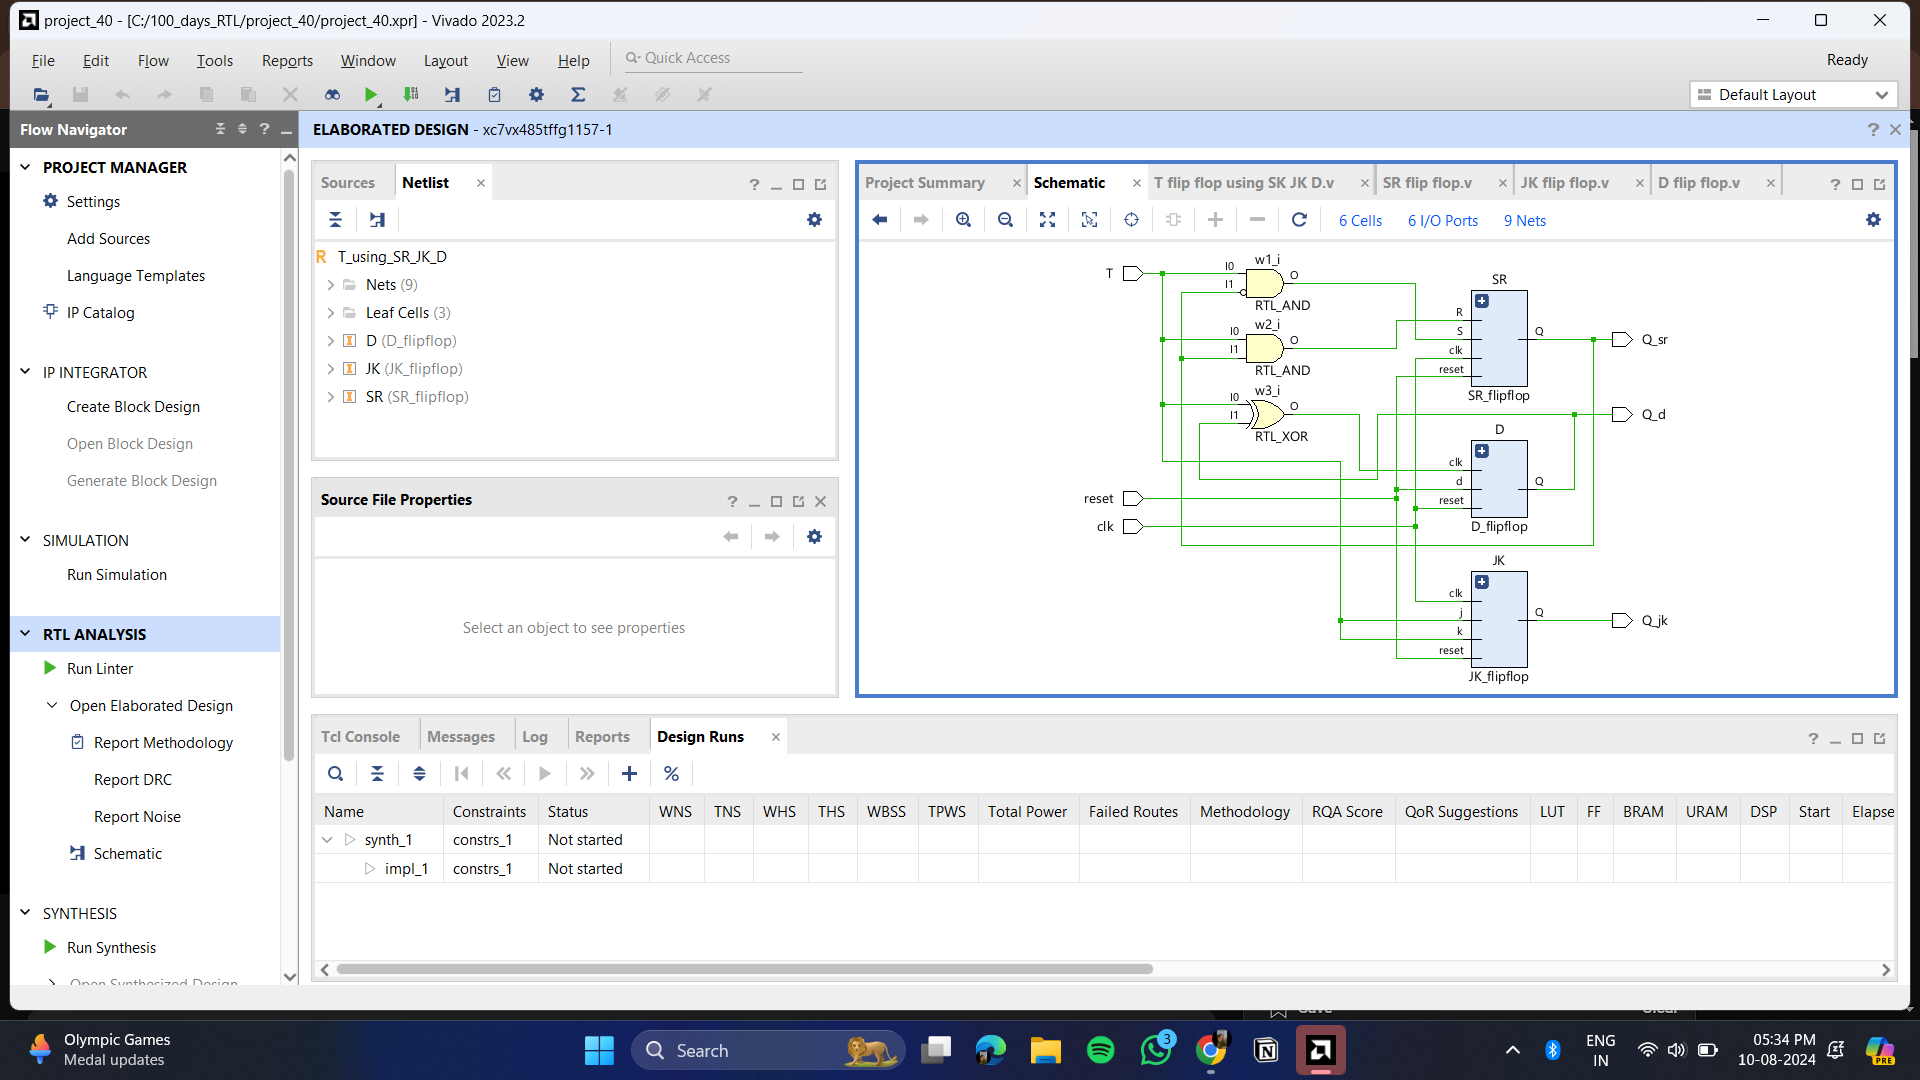 project_40 - [C:/100_days_RTL/project_40/project_40.xpr] - Vivado 2023.2
File Edit Flow Tools Reports Window Layout View Help Quick Access Ready
Default Layout
Flow Navigator
ELABORATED DESIGN - xc7vx485tffg1157-1
PROJECT MANAGER
Settings
Add Sources
Language Templates
IP Catalog
IP INTEGRATOR
Create Block Design
Open Block Design
Generate Block Design
SIMULATION
Run Simulation
RTL ANALYSIS
Run Linter
Open Elaborated Design
Report Methodology
Report DRC
Report Noise
Schematic
SYNTHESIS
Run Synthesis
Open Synthesized Design
Sources Netlist
T_using_SR_JK_D
Nets (9)
Leaf Cells (3)
D (D_flipflop)
JK (JK_flipflop)
SR (SR_flipflop)
Source File Properties
Select an object to see properties
Project Summary Schematic T flip flop using SK JK D.v SR flip flop.v JK flip flop.v D flip flop.v
6 Cells 6 I/O Ports 9 Nets
T
reset
clk
w1_i
I0
I1
O
RTL_AND
w2_i
I0
I1
O
RTL_AND
w3_i
I0
I1
O
RTL_XOR
SR
R
S
clk
reset
Q
SR_flipflop
Q_sr
D
clk
d
reset
Q
D_flipflop
Q_d
JK
clk
j
k
reset
Q
JK_flipflop
Q_jk
Tcl Console Messages Log Reports Design Runs
Name Constraints Status WNS TNS WHS THS WBSS TPWS Total Power Failed Routes Methodology RQA Score QoR Suggestions LUT FF BRAM URAM DSP Start Elapse
synth_1 constrs_1 Not started
impl_1 constrs_1 Not started
Save Clear
Olympic Games
Medal updates
Search
3
PRE
ENG
IN
05:34 PM
10-08-2024